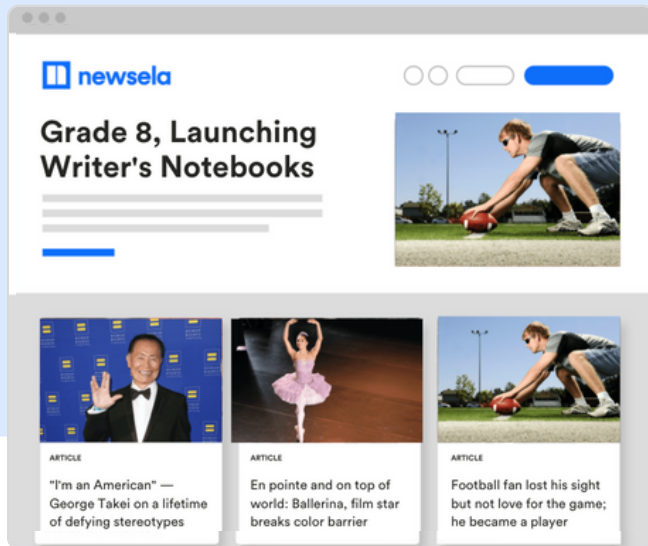 newsela
Grade 8, Launching
Writer's Notebooks
ARTICLE
"I'm an American" —
George Takei on a lifetime
of defying stereotypes
ARTICLE
En pointe and on top of
world: Ballerina, film star
breaks color barrier
ARTICLE
Football fan lost his sight
but not love for the game;
he became a player